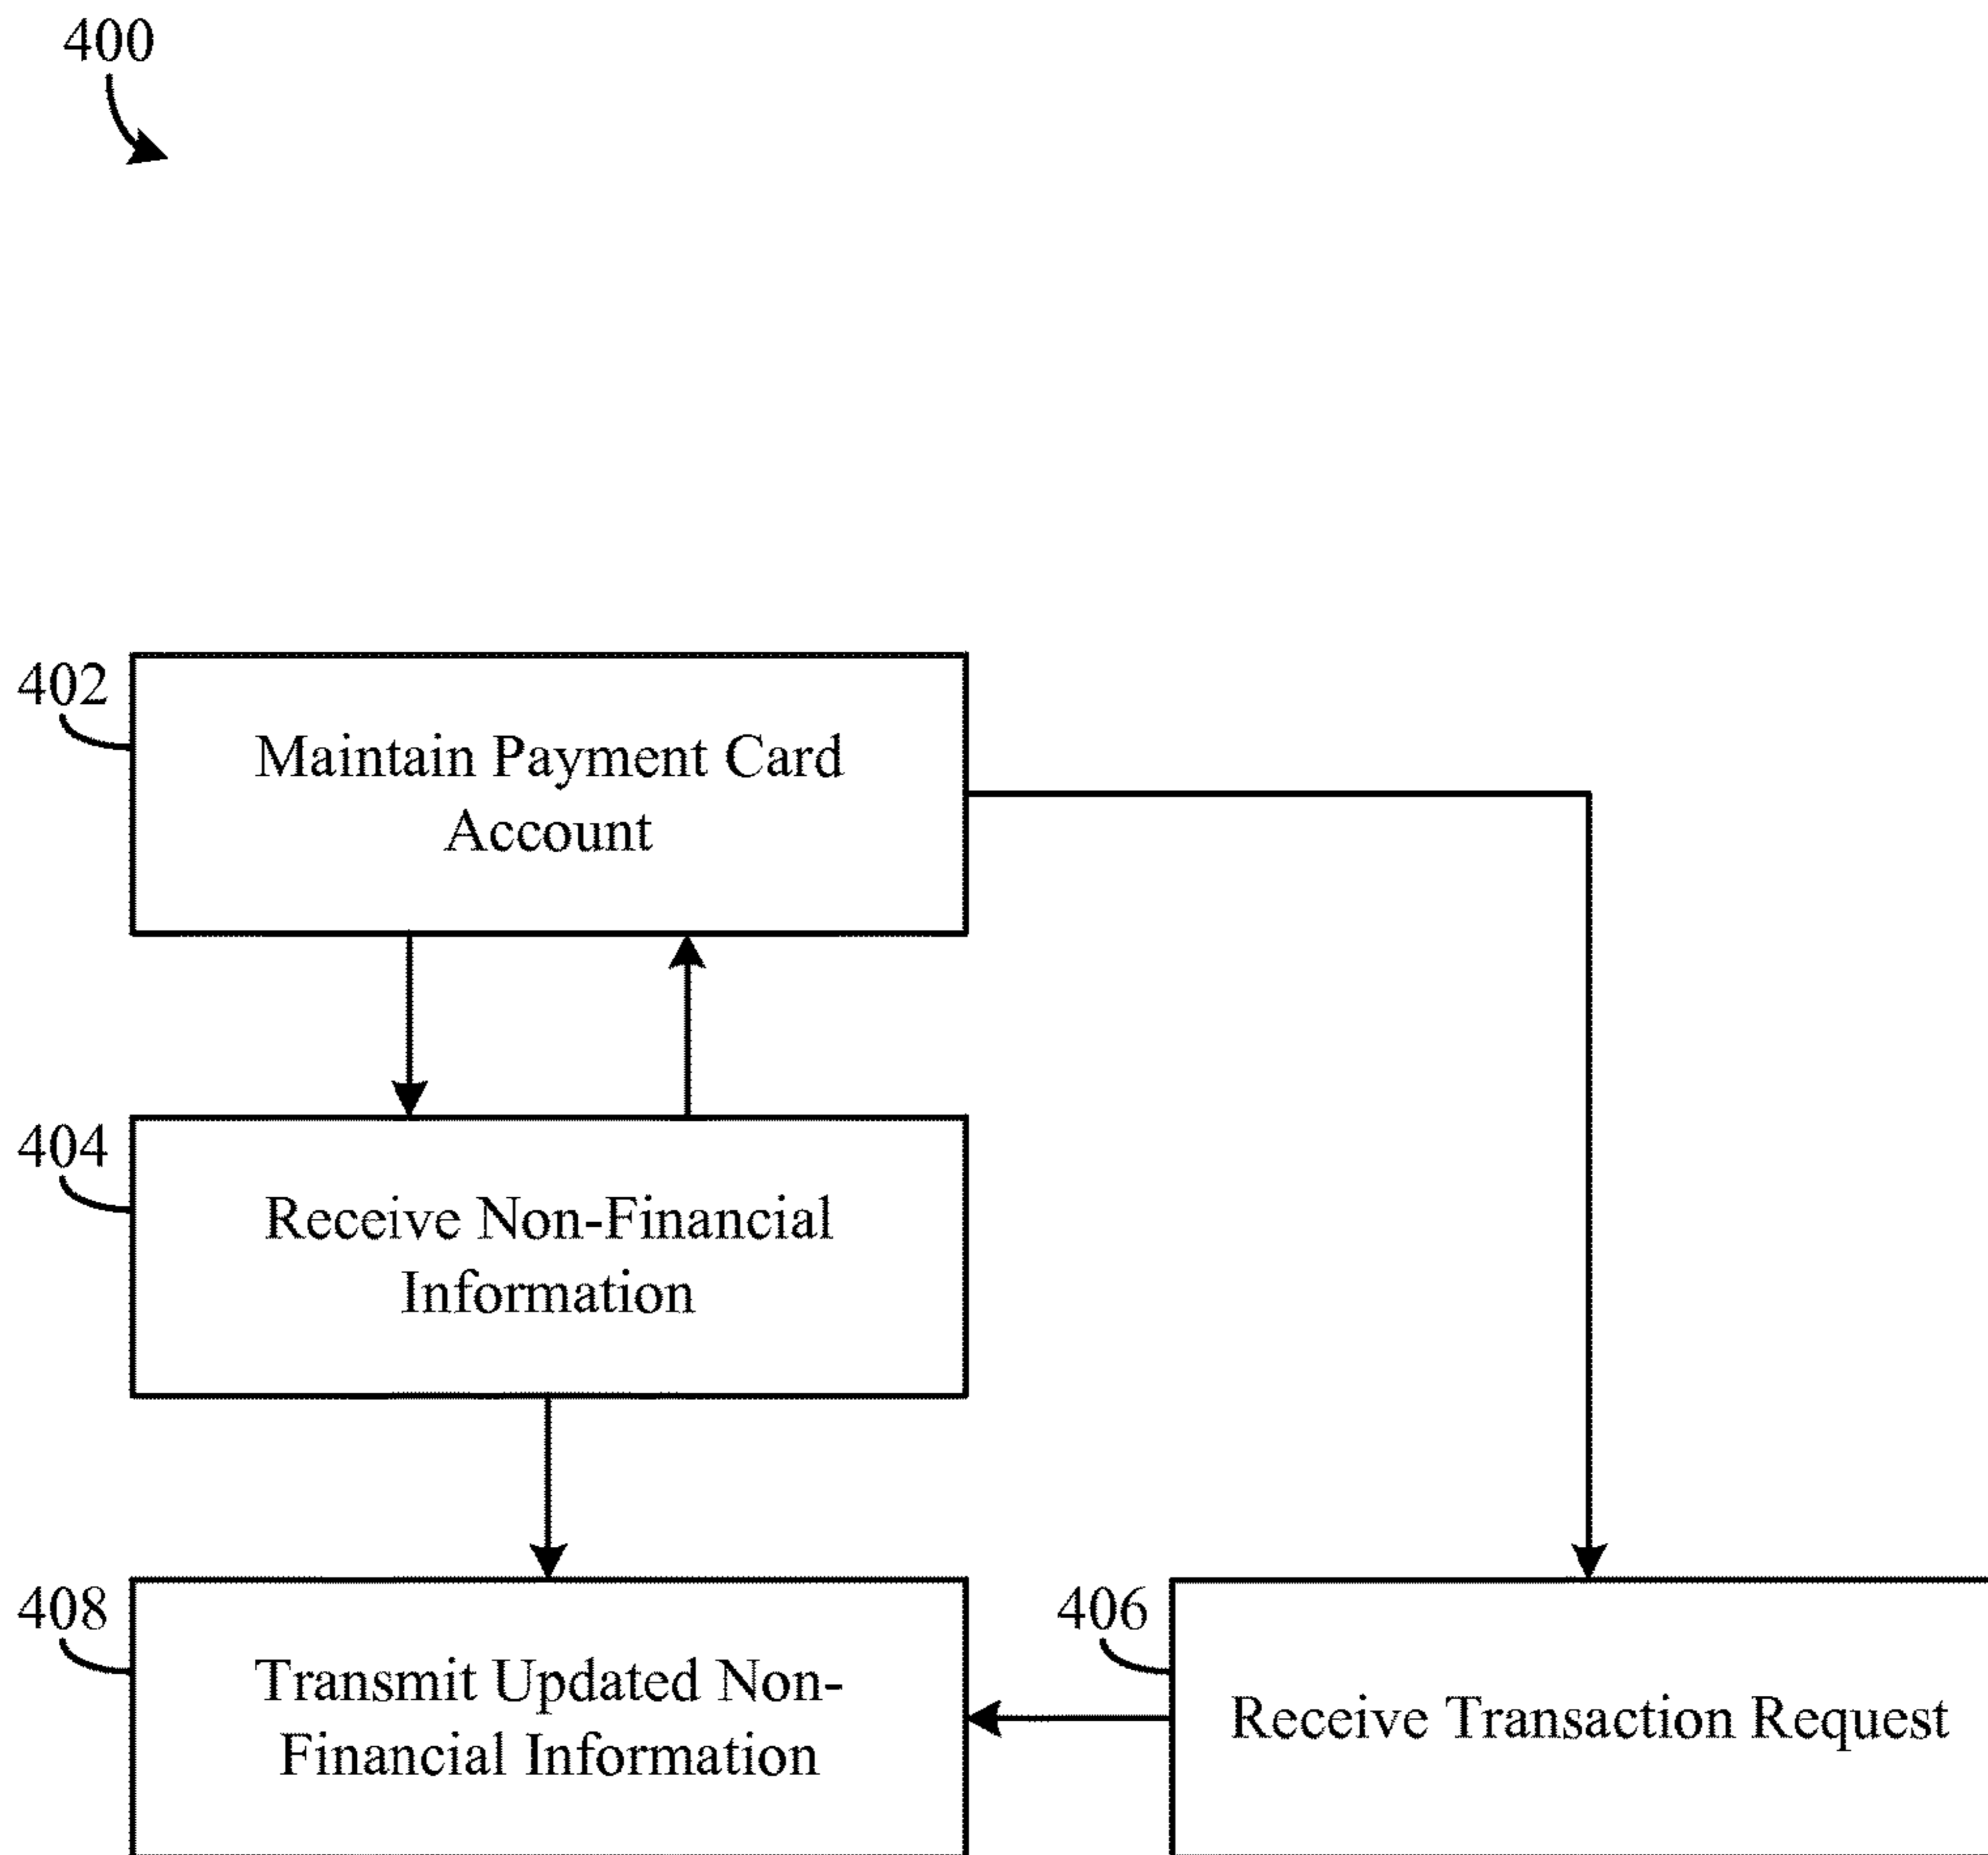 400
402
Maintain Payment Card
Account
404
Receive Non-Financial
Information
408
Transmit Updated Non-
Financial Information
406
Receive Transaction Request